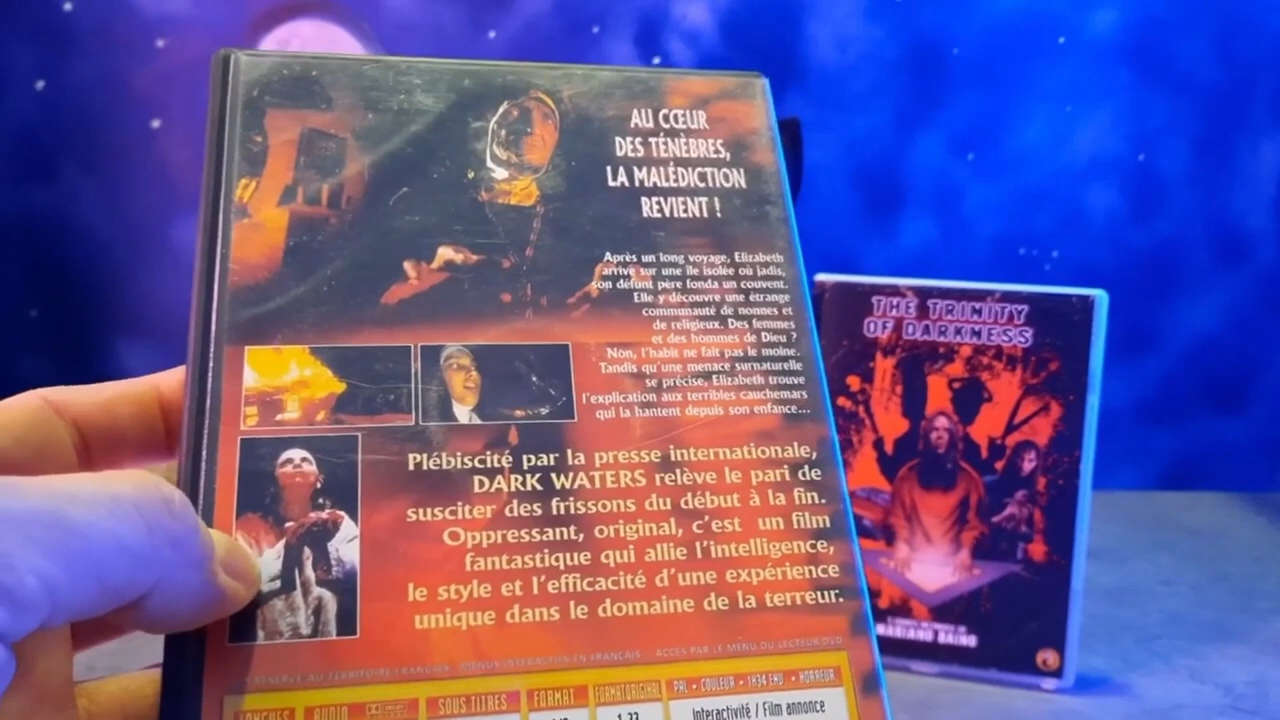 AU CŒUR
DES TÉNÈBRES,
LA MALÉDICTION
REVIENT !
Après un long voyage, Elizabeth
arrive sur une île isolée où jadis,
son défunt père fonda un couvent.
Elle y découvre une étrange
communauté de nonnes et
de religieux. Des femmes
et des hommes de Dieu ?
Non, l'habit ne fait pas le moine.
Tandis qu'une menace surnaturelle
se précise, Elizabeth trouve
l'explication aux terribles cauchemars
qui la hantent depuis son enfance...
Plébiscité par la presse internationale,
DARK WATERS relève le pari de
susciter des frissons du début à la fin.
Oppressant, original, c'est un film
fantastique qui allie l'intelligence,
le style et l'efficacité d'une expérience
unique dans le domaine de la terreur.
RÉSERVÉ AU TERRITOIRE FRANÇAIS - MENUS INTERACTIFS EN FRANÇAIS - ACCÈS PAR LE MENU DU LECTEUR DVD
LANGUES AUDIO DOLBY SOUS TITRES FORMAT FORMAT ORIGINAL PAL • COULEUR • 1H34 ENV. • HORREUR
Interactivité / Film annonce
THE TRINITY
OF DARKNESS
MARIANO BAINO